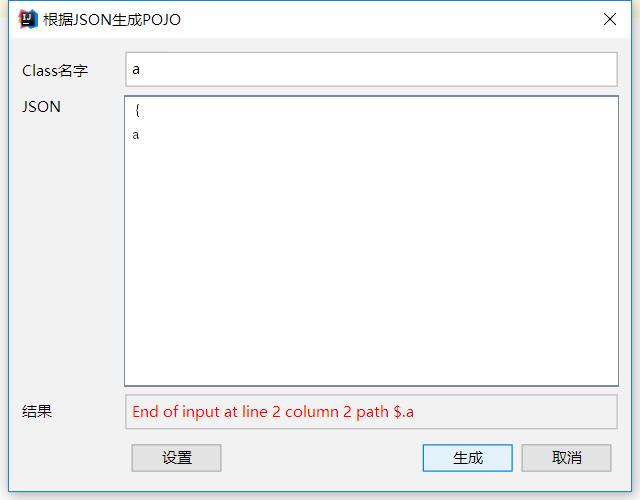 根据JSON生成POJO
Class名字
a
JSON
{
a
结果
End of input at line 2 column 2 path $.a
设置
生成
取消